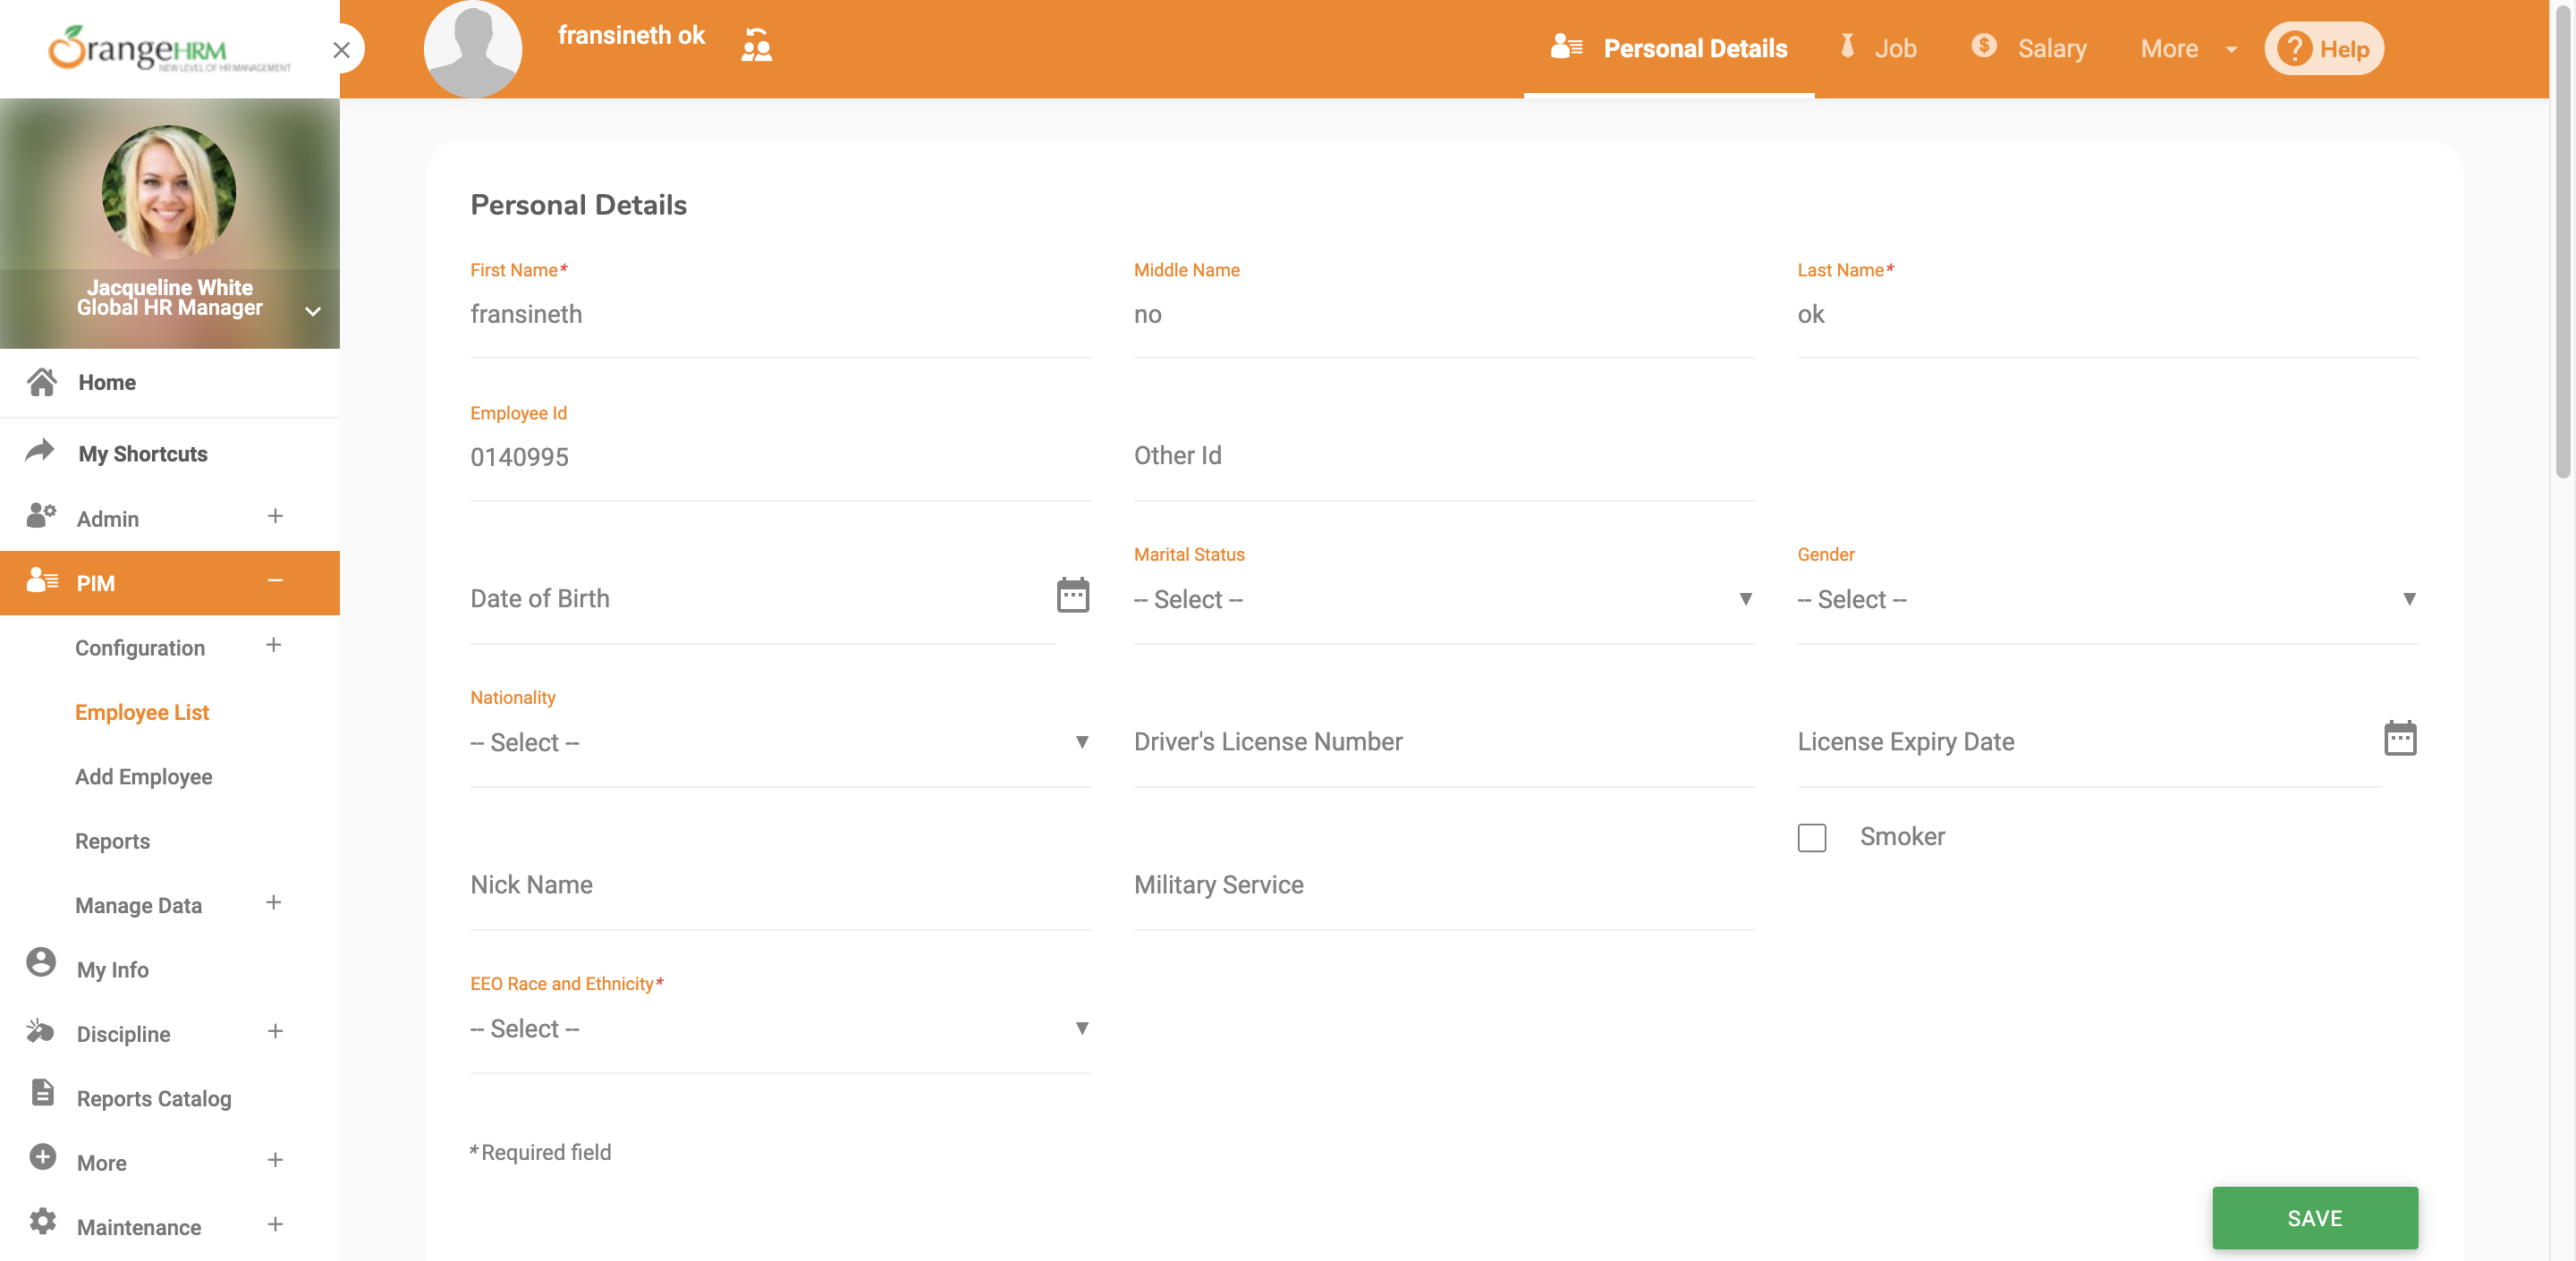 OrangeHRM
NEW LEVEL OF HR MANAGEMENT
fransineth ok
Personal Details
Job
Salary
More
? Help
Jacqueline White
Global HR Manager
Home
My Shortcuts
Admin
PIM
Configuration
Employee List
Add Employee
Reports
Manage Data
My Info
Discipline
Reports Catalog
More
Maintenance
Personal Details
First Name*
fransineth
Middle Name
no
Last Name*
ok
Employee Id
0140995
Other Id
Date of Birth
Marital Status
-- Select --
Gender
-- Select --
Nationality
-- Select --
Driver's License Number
License Expiry Date
Nick Name
Military Service
Smoker
EEO Race and Ethnicity*
-- Select --
* Required field
SAVE